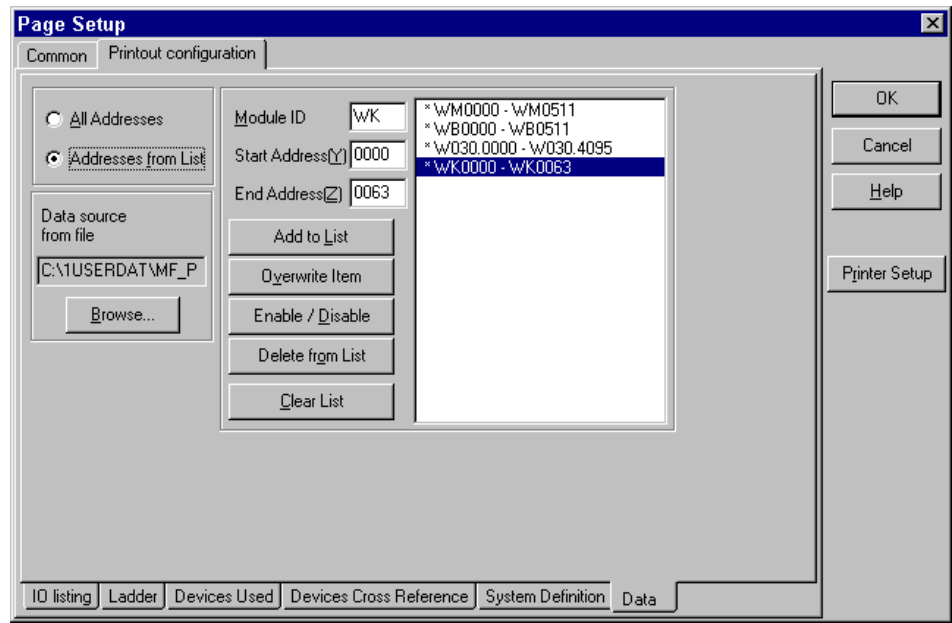 Page Setup
Common
Printout configuration
All Addresses
Addresses from List
Data source
from file
C:\1USERDAT\MF_P
Browse...
Module ID
WK
Start Address(Y)
0000
End Address(Z)
0063
Add to List
Overwrite Item
Enable / Disable
Delete from List
Clear List
* WM0000 - WM0511
* WB0000 - WB0511
* W030.0000 - W030.4095
* WK0000 - WK0063
OK
Cancel
Help
Printer Setup
IO listing
Ladder
Devices Used
Devices Cross Reference
System Definition
Data